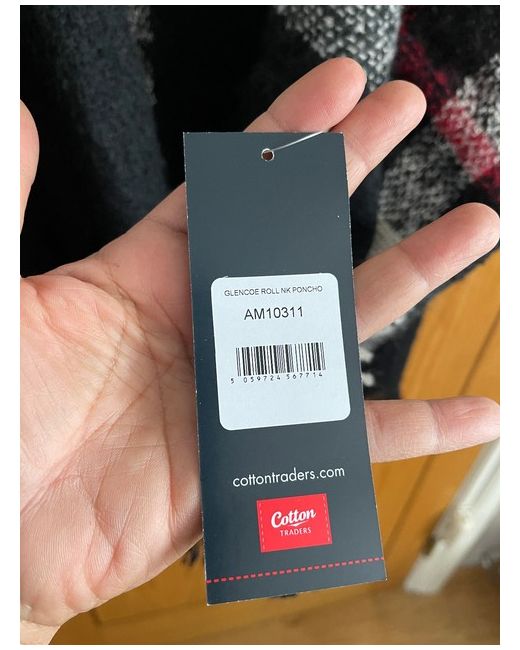 GLENCOE ROLL NK PONCHO
AM10311
5 059724 567714
cottontraders.com
Cotton
TRADERS